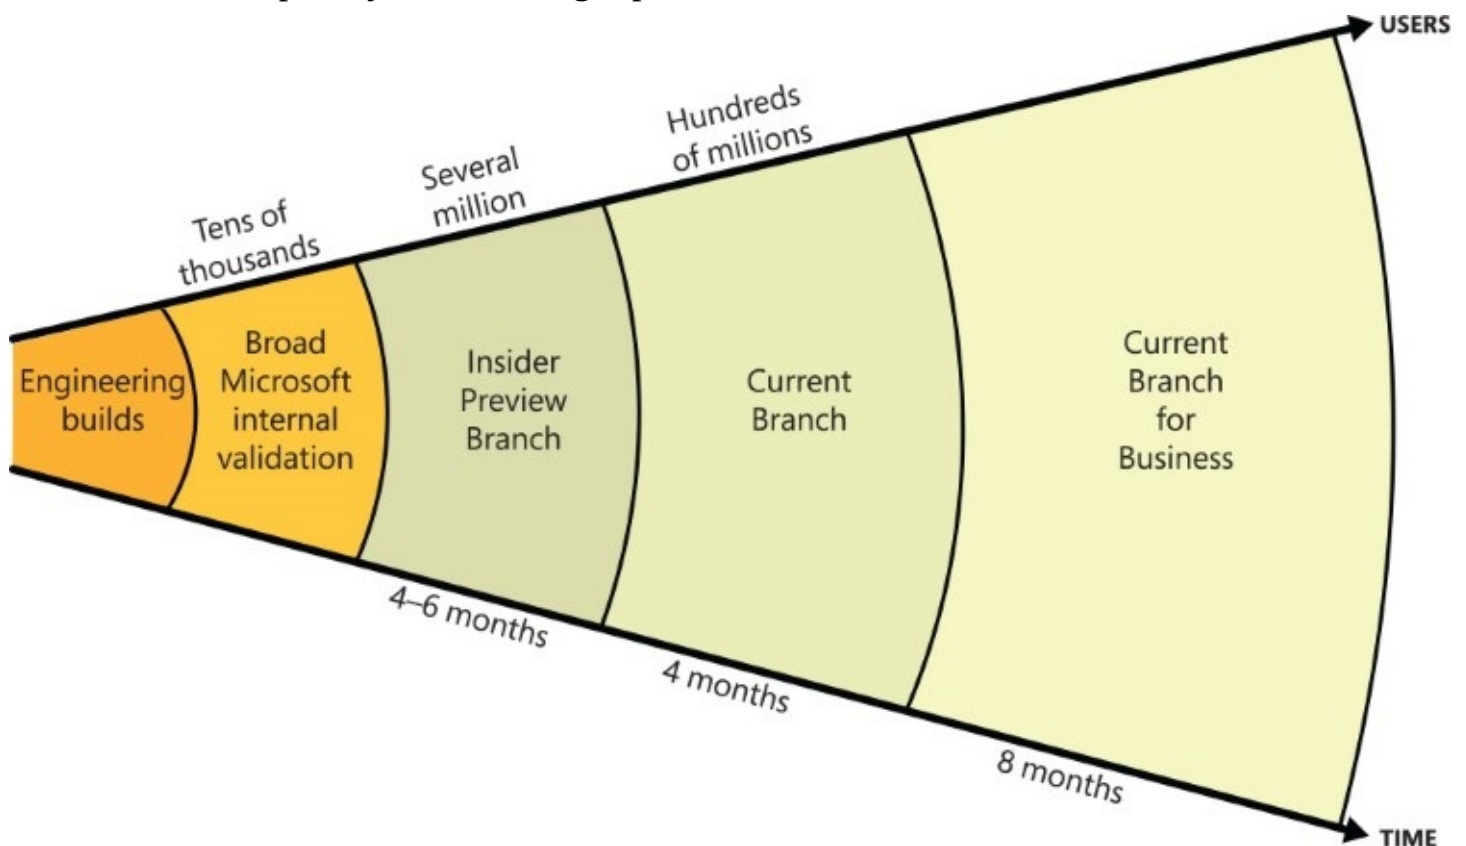 USERS
Hundreds
of millions
Several
million
Tens of
thousands
Engineering
builds
Broad
Microsoft
internal
validation
Insider
Preview
Branch
Current
Branch
Current
Branch
for
Business
4–6 months
4 months
8 months
TIME